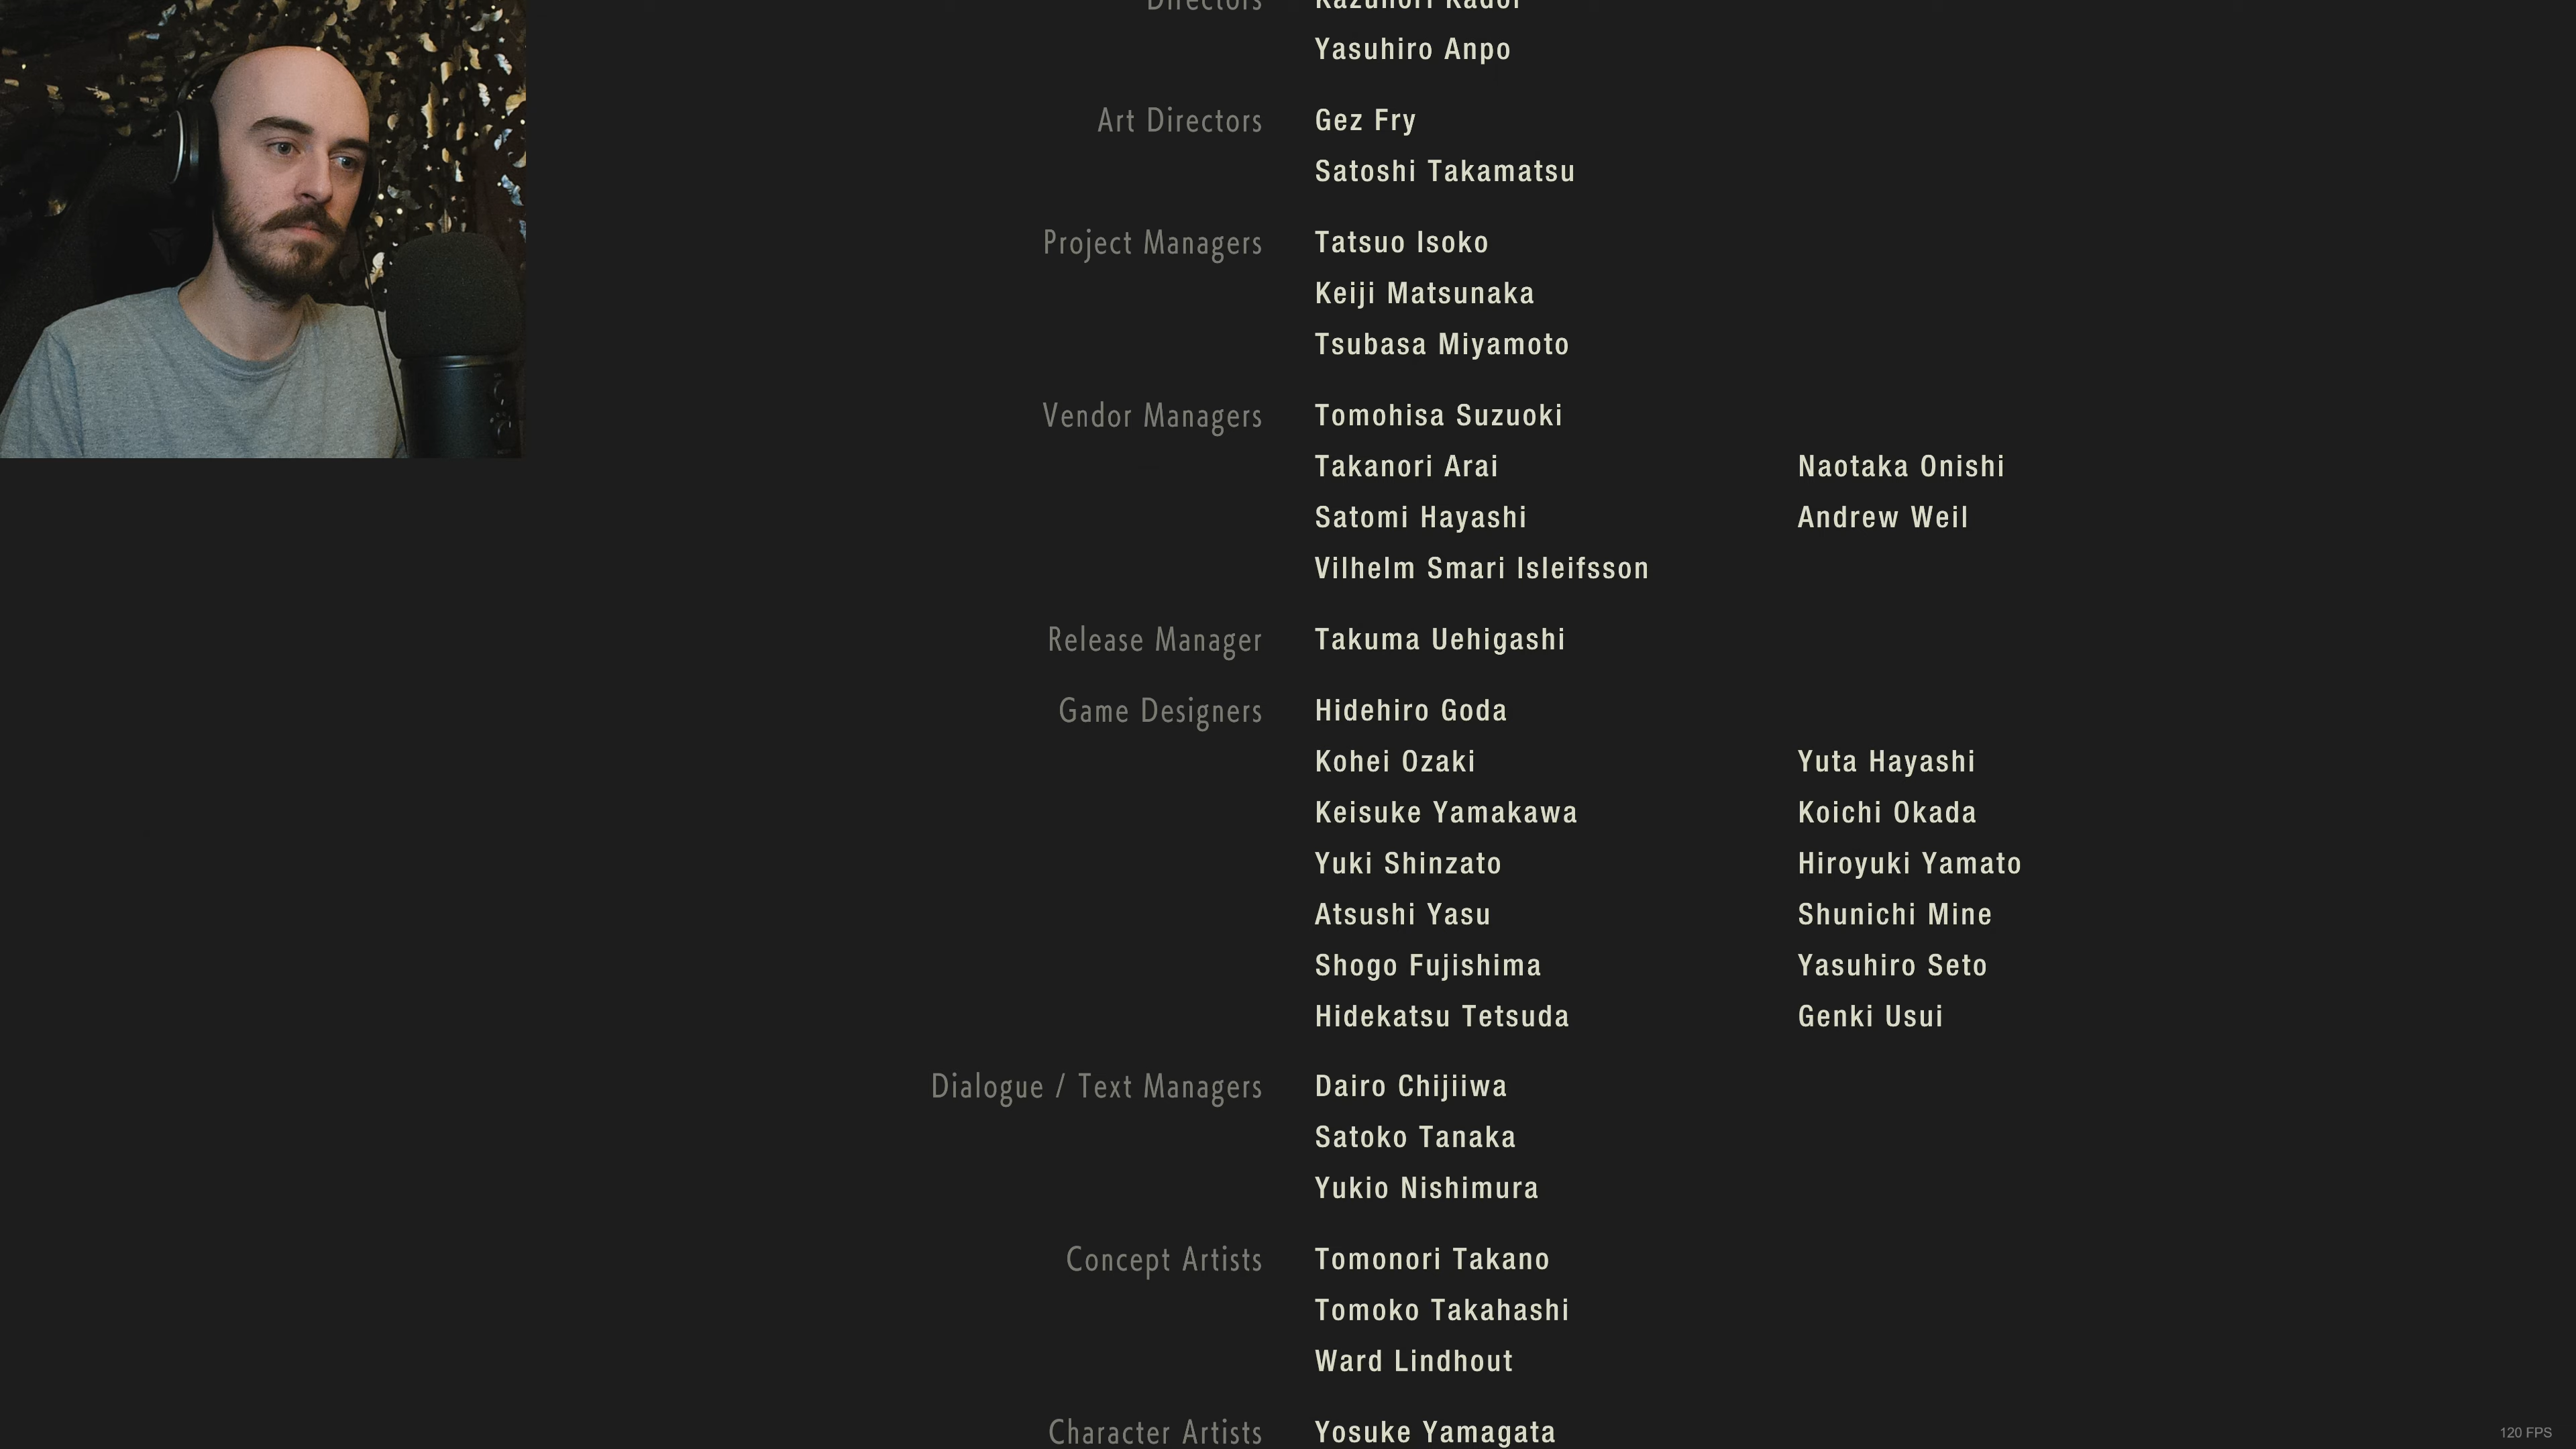 Directors Kazunori Kadoi
Yasuhiro Anpo
Art Directors Gez Fry
Satoshi Takamatsu
Project Managers Tatsuo Isoko
Keiji Matsunaka
Tsubasa Miyamoto
Vendor Managers Tomohisa Suzuoki
Takanori Arai Naotaka Onishi
Satomi Hayashi Andrew Weil
Vilhelm Smari Isleifsson
Release Manager Takuma Uehigashi
Game Designers Hidehiro Goda
Kohei Ozaki Yuta Hayashi
Keisuke Yamakawa Koichi Okada
Yuki Shinzato Hiroyuki Yamato
Atsushi Yasu Shunichi Mine
Shogo Fujishima Yasuhiro Seto
Hidekatsu Tetsuda Genki Usui
Dialogue / Text Managers Dairo Chijiiwa
Satoko Tanaka
Yukio Nishimura
Concept Artists Tomonori Takano
Tomoko Takahashi
Ward Lindhout
Character Artists Yosuke Yamagata
120 FPS